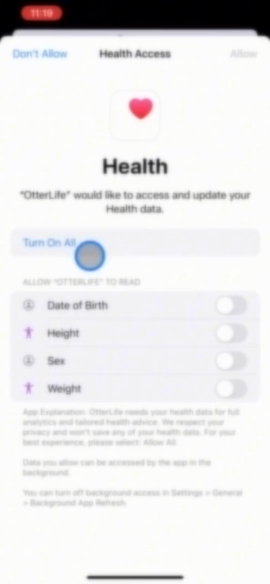 11:19
Don't Allow Health Access Allow
Health
"OtterLife" would like to access and update your
Health data.
Turn On All
ALLOW "OTTERLIFE" TO READ
Date of Birth
Height
Sex
Weight
App Explanation: OtterLife needs your health data for full
analytics and tailored health advice. We respect your
privacy and won't save any of your health data. For your
best experience, please select: Allow All.
Data you allow can be accessed by the app in the
background.
You can turn off background access in Settings > General
> Background App Refresh.